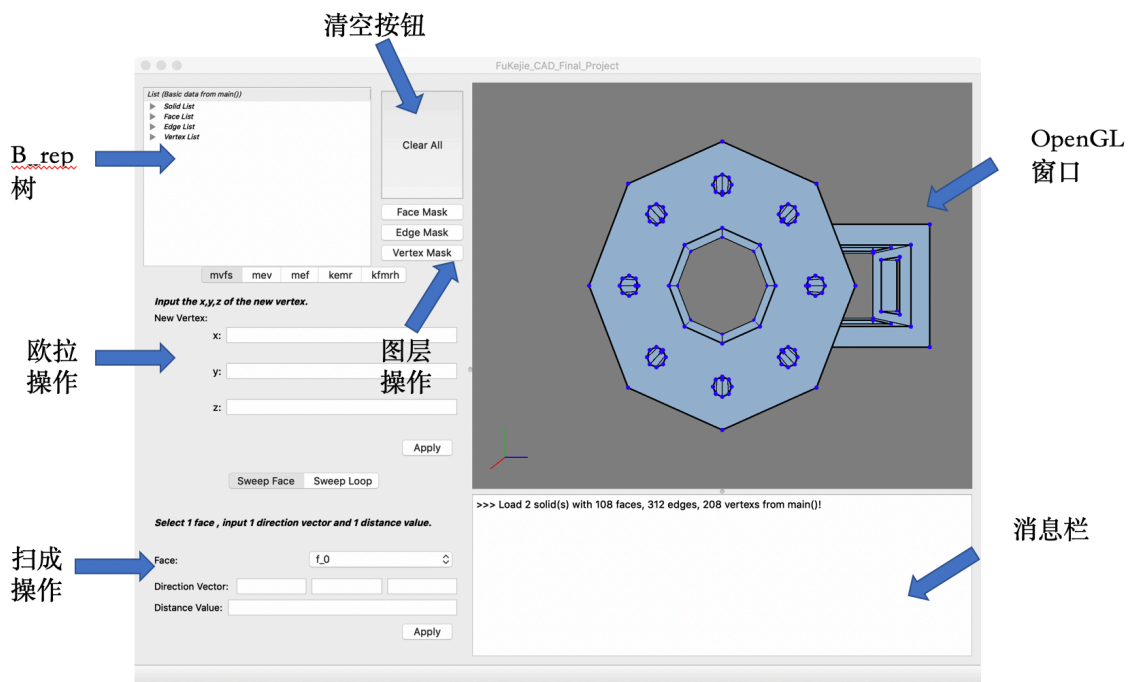 清空按钮
FuKejie_CAD_Final_Project
List (Basic data from main())
Solid List
Face List
Edge List
Vertex List
Clear All
Face Mask
Edge Mask
Vertex Mask
B_rep
树
OpenGL
窗口
mvfs mev mef kemr kfmrh
Input the x,y,z of the new vertex.
New Vertex:
x:
y:
z:
欧拉
操作
图层
操作
Apply
Sweep Face Sweep Loop
>>> Load 2 solid(s) with 108 faces, 312 edges, 208 vertexs from main()!
Select 1 face , input 1 direction vector and 1 distance value.
消息栏
扫成
操作
Face: f_0
Direction Vector:
Distance Value:
Apply